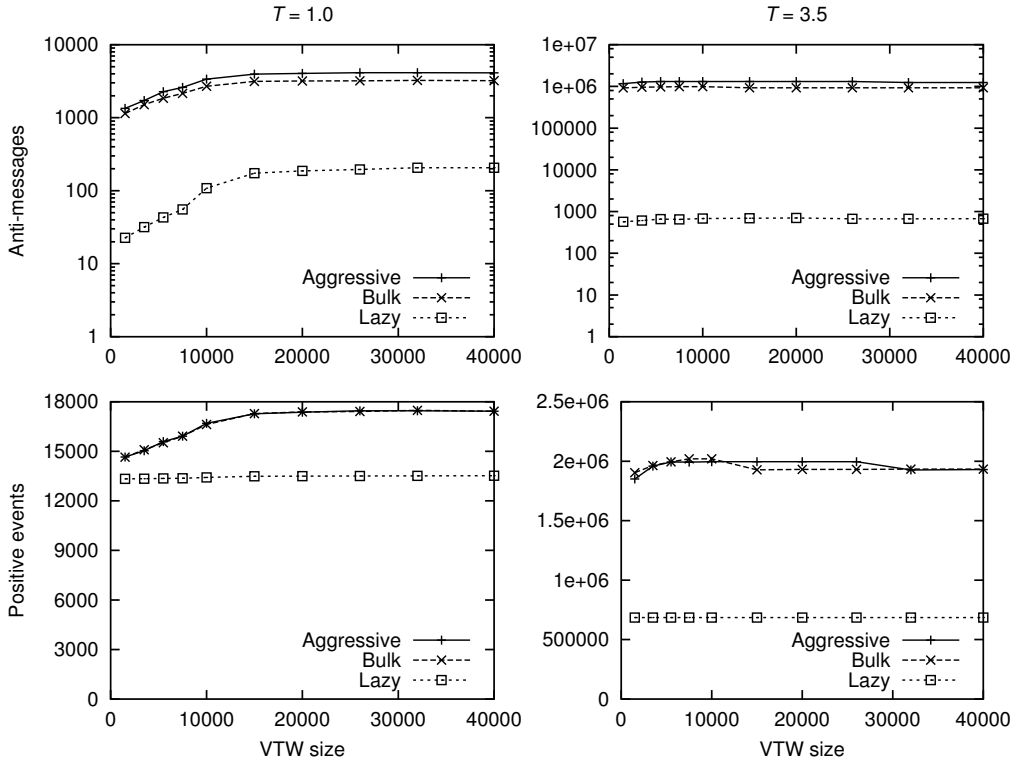 T = 1.0
T = 3.5
Anti-messages
10000
1000
100
10
1
Aggressive
Bulk
Lazy
0
10000
20000
30000
40000
1e+07
1e+06
100000
10000
1000
100
10
1
Aggressive
Bulk
Lazy
0
10000
20000
30000
40000
Positive events
18000
15000
12000
9000
6000
3000
0
Aggressive
Bulk
Lazy
0
10000
20000
30000
40000
VTW size
2.5e+06
2e+06
1.5e+06
1e+06
500000
0
Aggressive
Bulk
Lazy
0
10000
20000
30000
40000
VTW size